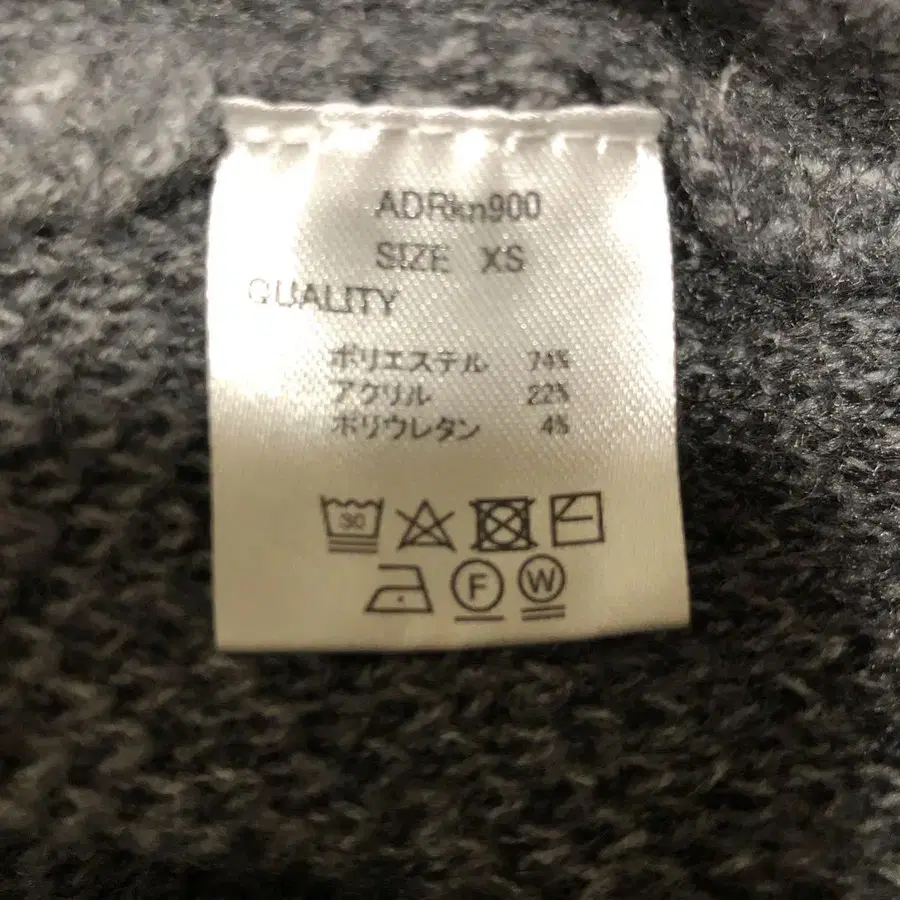 ADRkn900
SIZE XS
QUALITY
ポリエステル 74%
アクリル 22%
ポリウレタン 4%
30
F W